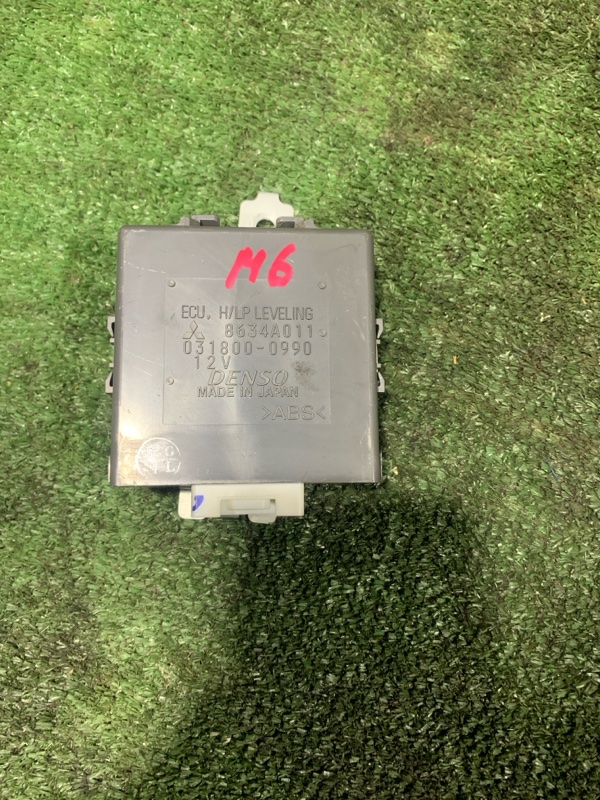 M6
ECU, H/LP LEVELING
8634A011
031800-0990
12V
DENSO
MADE IN JAPAN
>ABS<